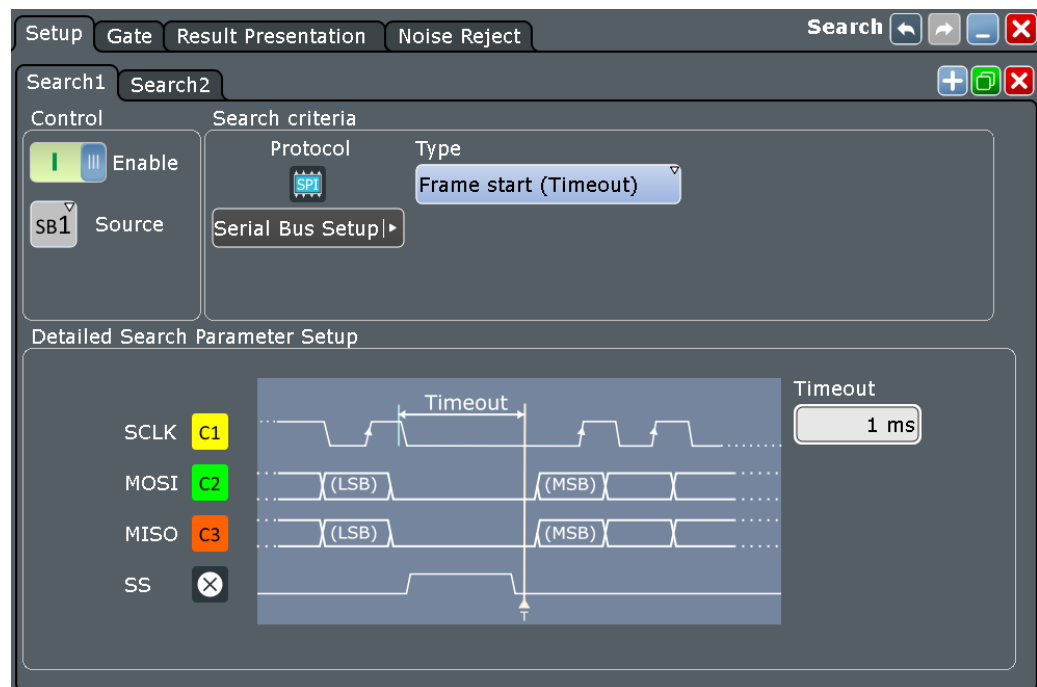 Setup Gate Result Presentation Noise Reject Search
Search1 Search2
Control Search criteria
Protocol Type
I III Enable SPI Frame start (Timeout)
SB1 Source Serial Bus Setup
Detailed Search Parameter Setup
Timeout Timeout
SCLK C1 1 ms
MOSI C2 (LSB) (MSB)
MISO C3 (LSB) (MSB)
SS
T